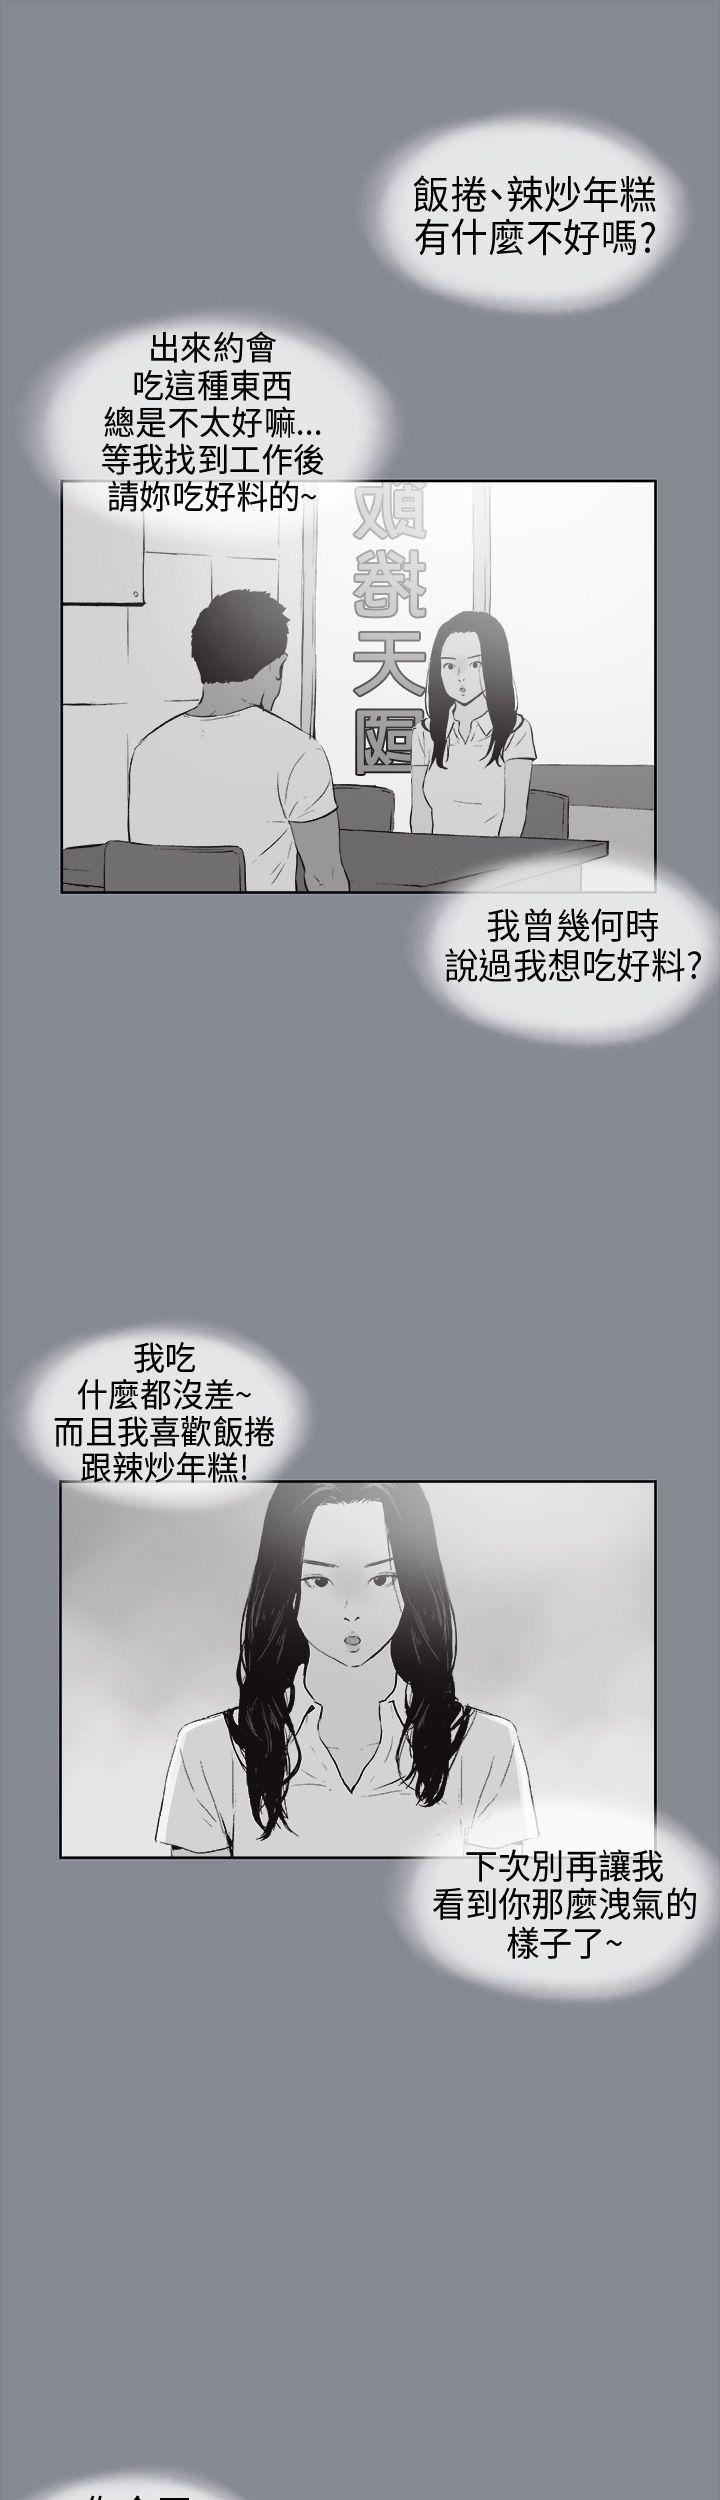 飯捲、辣炒年糕
有什麼不好嗎?
出來約會
吃這種東西
總是不太好嘛...
等我找到工作後
請妳吃好料的~
飯捲天國
我曾幾何時
說過我想吃好料?
我吃
什麼都沒差~
而且我喜歡飯捲
跟辣炒年糕!
下次別再讓我
看到你那麼洩氣的
樣子了~